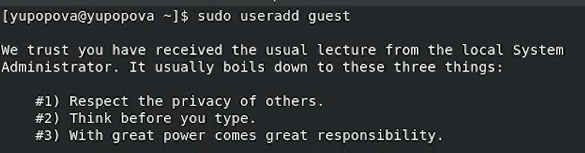 [yupopova@yupopova ~]$ sudo useradd guest
We trust you have received the usual lecture from the local System
Administrator. It usually boils down to these three things:
#1) Respect the privacy of others.
#2) Think before you type.
#3) With great power comes great responsibility.